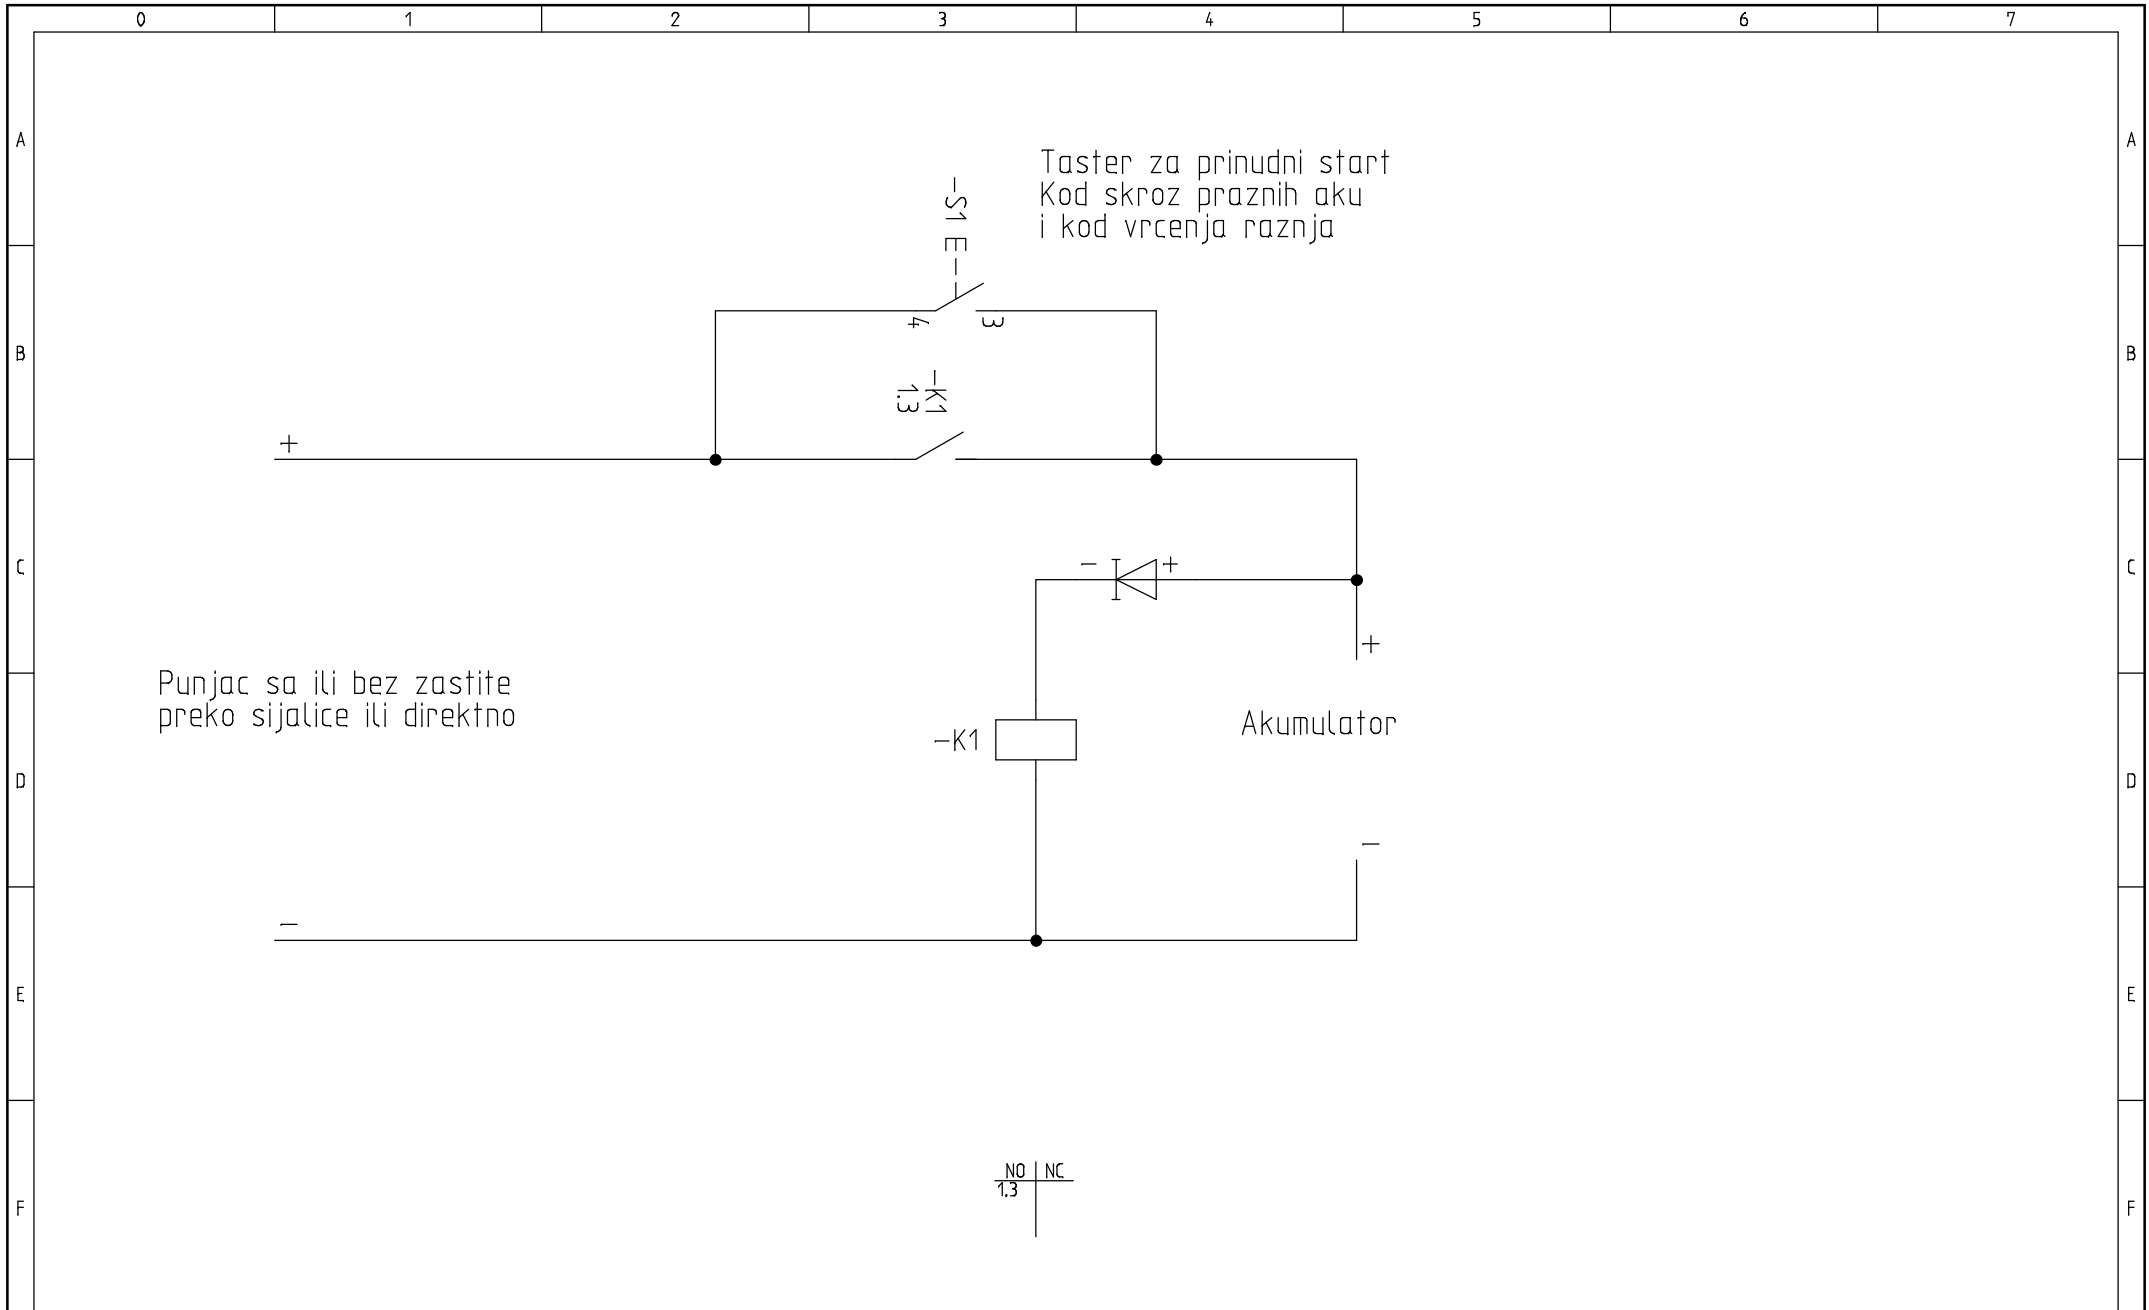 0 1 2 3 4 5 6 7
A A
Taster za prinudni start
Kod skroz praznih aku
i kod vrcenja raznja
-S1 E
4 3
B B
-K1
1.3
+
C C
- +
+
Punjac sa ili bez zastite
preko sijalice ili direktno
Akumulator
-K1
D D
-
-
E E
NO NC
1.3
F F